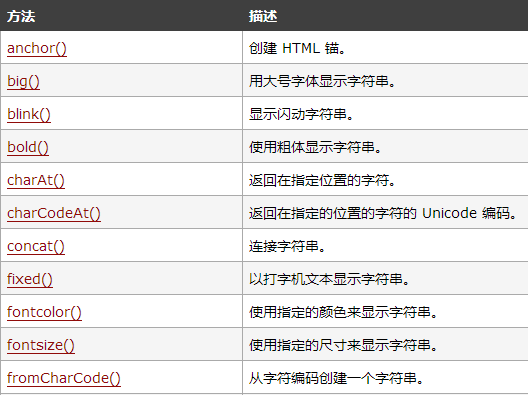 方法 描述
anchor() 创建 HTML 锚。
big() 用大号字体显示字符串。
blink() 显示闪动字符串。
bold() 使用粗体显示字符串。
charAt() 返回在指定位置的字符。
charCodeAt() 返回在指定的位置的字符的 Unicode 编码。
concat() 连接字符串。
fixed() 以打字机文本显示字符串。
fontcolor() 使用指定的颜色来显示字符串。
fontsize() 使用指定的尺寸来显示字符串。
fromCharCode() 从字符编码创建一个字符串。